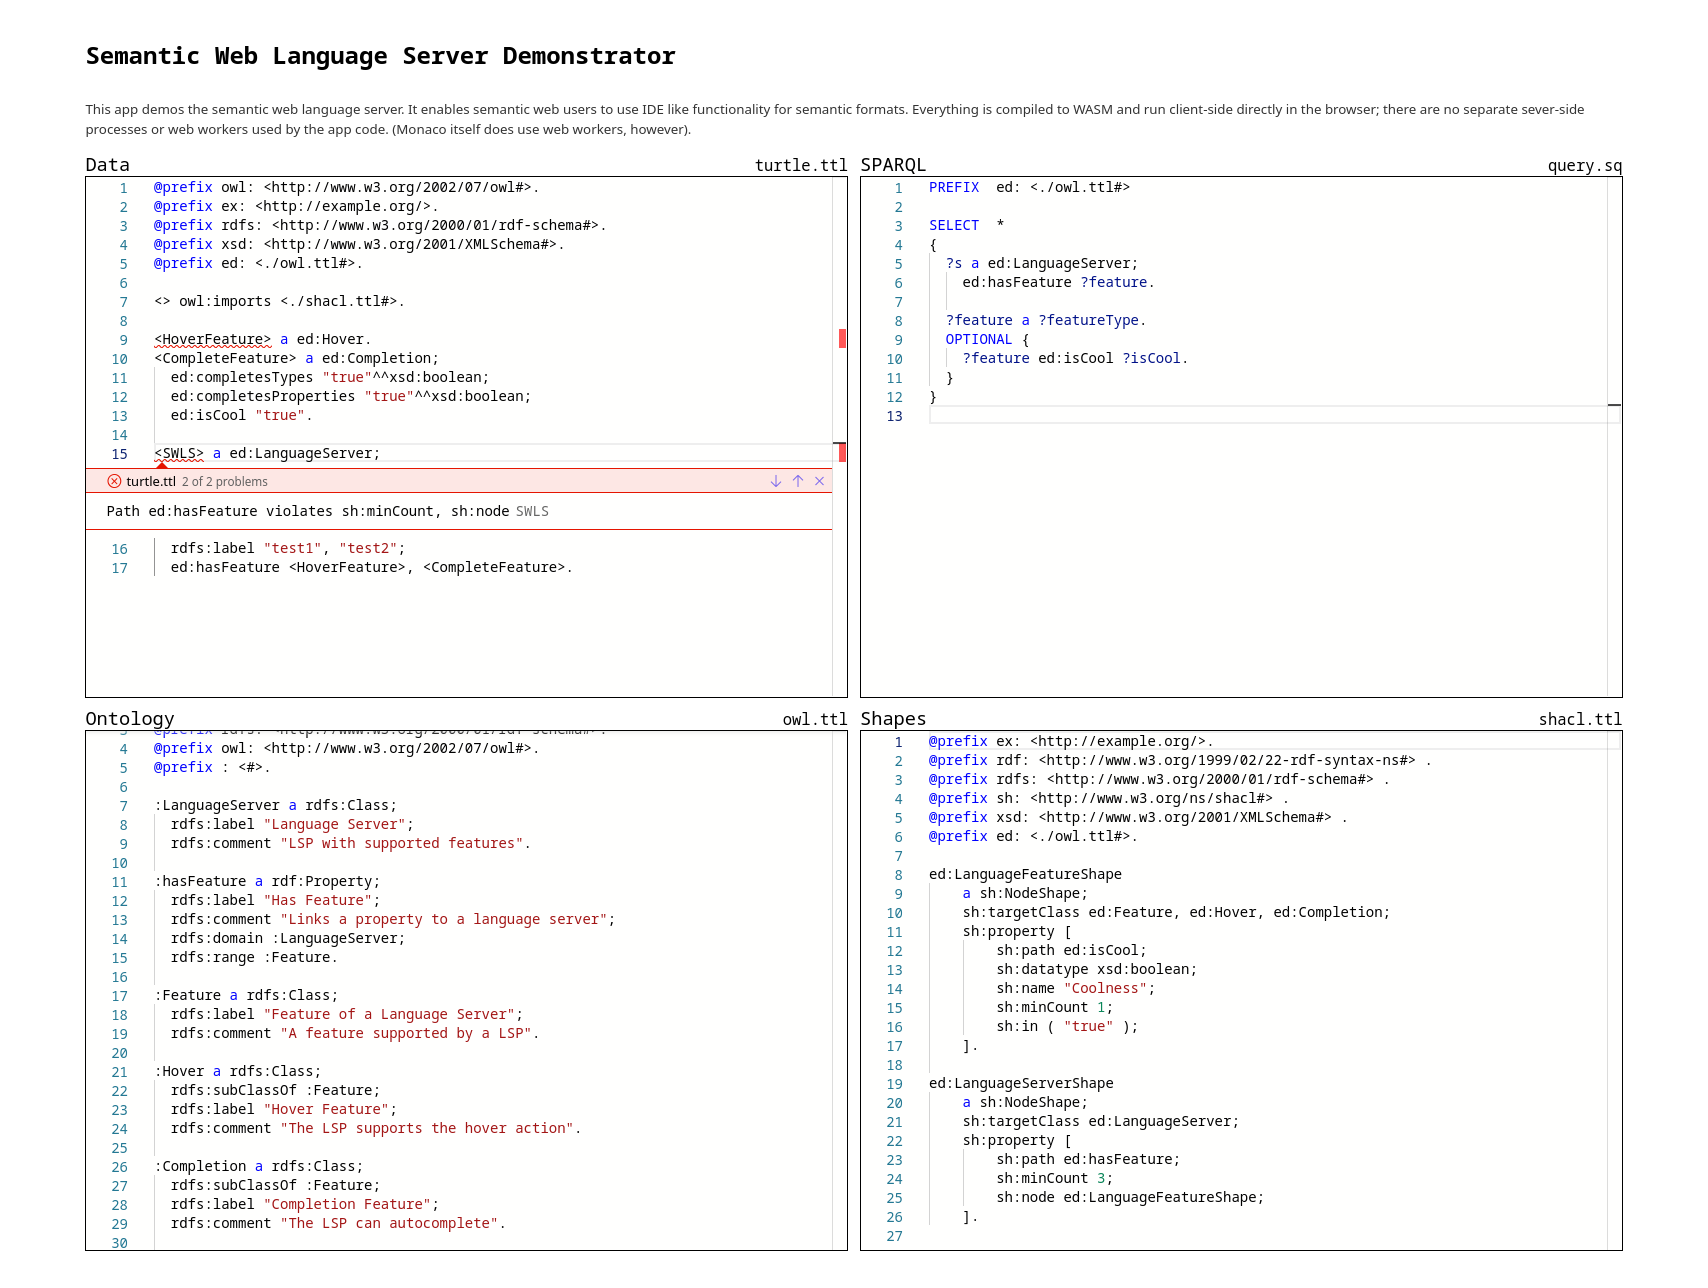 Semantic Web Language Server Demonstrator
This app demos the semantic web language server. It enables semantic web users to use IDE like functionality for semantic formats. Everything is compiled to WASM and run client-side directly in the browser; there are no separate sever-side
processes or web workers used by the app code. (Monaco itself does use web workers, however).
Data turtle.ttl
1 @prefix owl: <http://www.w3.org/2002/07/owl#>.
2 @prefix ex: <http://example.org/>.
3 @prefix rdfs: <http://www.w3.org/2000/01/rdf-schema#>.
4 @prefix xsd: <http://www.w3.org/2001/XMLSchema#>.
5 @prefix ed: <./owl.ttl#>.
6
7 <> owl:imports <./shacl.ttl#>.
8
9 <HoverFeature> a ed:Hover.
10 <CompleteFeature> a ed:Completion;
11 ed:completesTypes "true"^^xsd:boolean;
12 ed:completesProperties "true"^^xsd:boolean;
13 ed:isCool "true".
14
15 <SWLS> a ed:LanguageServer;
turtle.ttl 2 of 2 problems
Path ed:hasFeature violates sh:minCount, sh:node SWLS
16 rdfs:label "test1", "test2";
17 ed:hasFeature <HoverFeature>, <CompleteFeature>.
SPARQL query.sq
1 PREFIX  ed: <./owl.ttl#>
2
3 SELECT  *
4 {
5 ?s a ed:LanguageServer;
6 ed:hasFeature ?feature.
7
8 ?feature a ?featureType.
9 OPTIONAL {
10 ?feature ed:isCool ?isCool.
11 }
12 }
13
Ontology owl.ttl
3 @prefix rdfs: <http://www.w3.org/2000/01/rdf-schema#>.
4 @prefix owl: <http://www.w3.org/2002/07/owl#>.
5 @prefix : <#>.
6
7 :LanguageServer a rdfs:Class;
8 rdfs:label "Language Server";
9 rdfs:comment "LSP with supported features".
10
11 :hasFeature a rdf:Property;
12 rdfs:label "Has Feature";
13 rdfs:comment "Links a property to a language server";
14 rdfs:domain :LanguageServer;
15 rdfs:range :Feature.
16
17 :Feature a rdfs:Class;
18 rdfs:label "Feature of a Language Server";
19 rdfs:comment "A feature supported by a LSP".
20
21 :Hover a rdfs:Class;
22 rdfs:subClassOf :Feature;
23 rdfs:label "Hover Feature";
24 rdfs:comment "The LSP supports the hover action".
25
26 :Completion a rdfs:Class;
27 rdfs:subClassOf :Feature;
28 rdfs:label "Completion Feature";
29 rdfs:comment "The LSP can autocomplete".
30
Shapes shacl.ttl
1 @prefix ex: <http://example.org/>.
2 @prefix rdf: <http://www.w3.org/1999/02/22-rdf-syntax-ns#> .
3 @prefix rdfs: <http://www.w3.org/2000/01/rdf-schema#> .
4 @prefix sh: <http://www.w3.org/ns/shacl#> .
5 @prefix xsd: <http://www.w3.org/2001/XMLSchema#> .
6 @prefix ed: <./owl.ttl#>.
7
8 ed:LanguageFeatureShape
9 a sh:NodeShape;
10 sh:targetClass ed:Feature, ed:Hover, ed:Completion;
11 sh:property [
12 sh:path ed:isCool;
13 sh:datatype xsd:boolean;
14 sh:name "Coolness";
15 sh:minCount 1;
16 sh:in ( "true" );
17 ].
18
19 ed:LanguageServerShape
20 a sh:NodeShape;
21 sh:targetClass ed:LanguageServer;
22 sh:property [
23 sh:path ed:hasFeature;
24 sh:minCount 3;
25 sh:node ed:LanguageFeatureShape;
26 ].
27